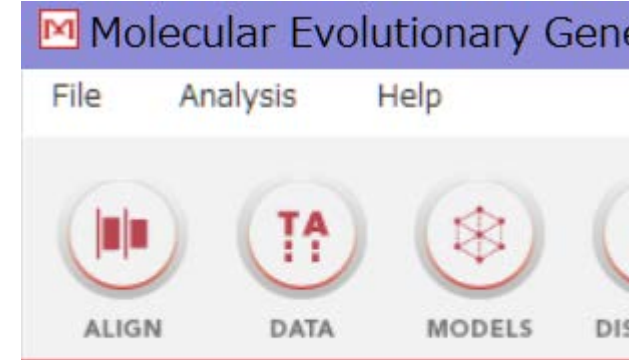 Molecular Evolutionary Gene
File Analysis Help
TA
ALIGN DATA MODELS DIS